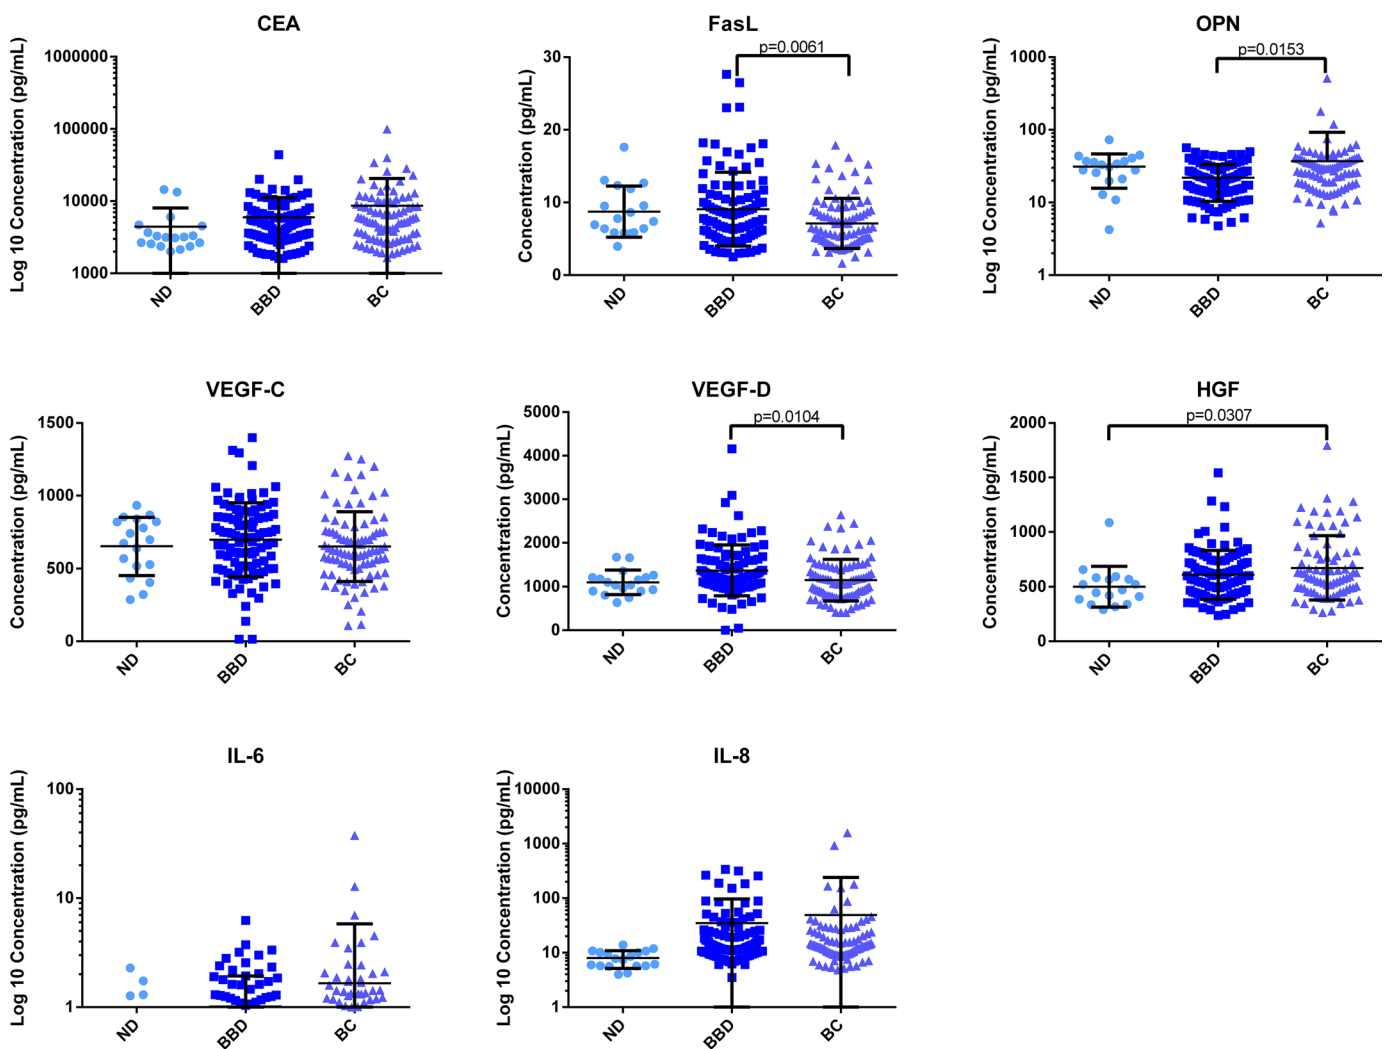 CEA
Log 10 Concentration (pg/mL)
1000000
100000
10000
1000
ND
BBD
BC
FasL
Concentration (pg/mL)
30
20
10
0
p=0.0061
ND
BBD
BC
OPN
Log 10 Concentration (pg/mL)
1000
100
10
1
p=0.0153
ND
BBD
BC
VEGF-C
Concentration (pg/mL)
1500
1000
500
0
ND
BBD
BC
VEGF-D
Concentration (pg/mL)
5000
4000
3000
2000
1000
0
p=0.0104
ND
BBD
BC
HGF
Concentration (pg/mL)
2000
1500
1000
500
0
p=0.0307
ND
BBD
BC
IL-6
Log 10 Concentration (pg/mL)
100
10
1
ND
BBD
BC
IL-8
Log 10 Concentration (pg/mL)
10000
1000
100
10
1
ND
BBD
BC